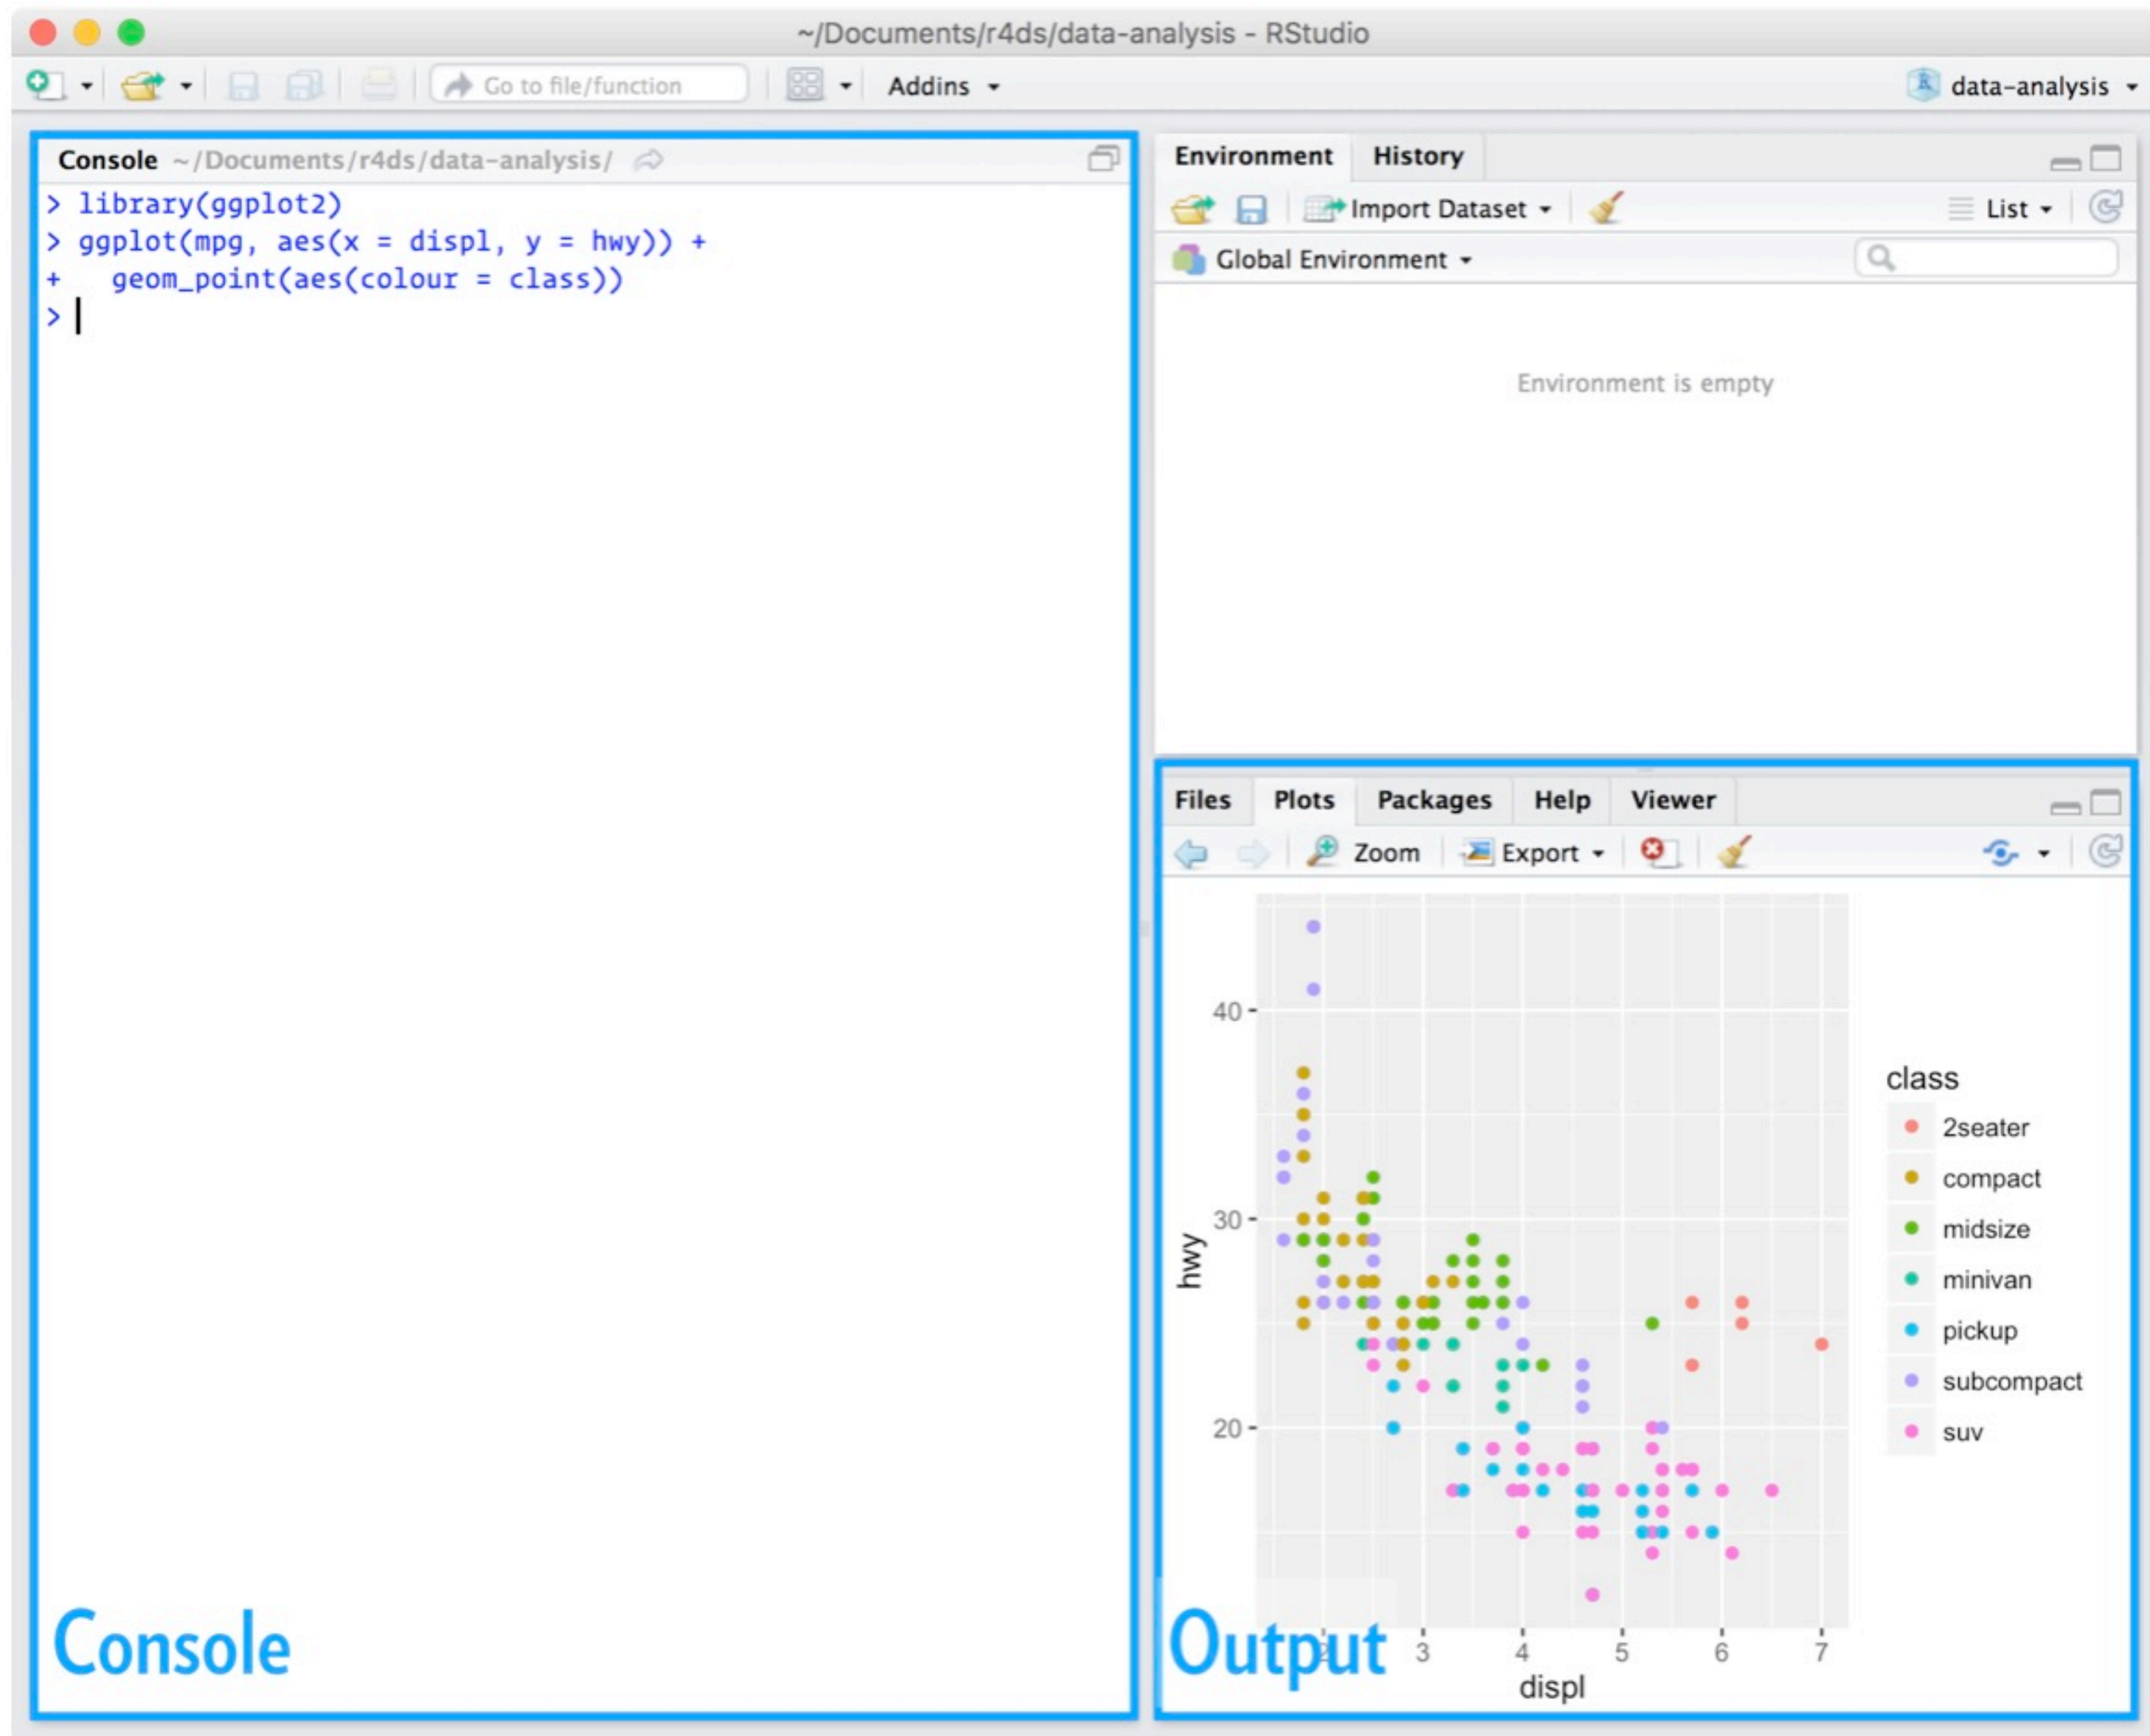 ~/Documents/r4ds/data-analysis - RStudio
Go to file/function
Addins
data-analysis
Console ~/Documents/r4ds/data-analysis/
> library(ggplot2)
> ggplot(mpg, aes(x = displ, y = hwy)) +
+   geom_point(aes(colour = class))
>
Console
Environment History
Import Dataset
List
Global Environment
Environment is empty
Files Plots Packages Help Viewer
Zoom Export
40
30
20
hwy
2 3 4 5 6 7
displ
class
2seater
compact
midsize
minivan
pickup
subcompact
suv
Output